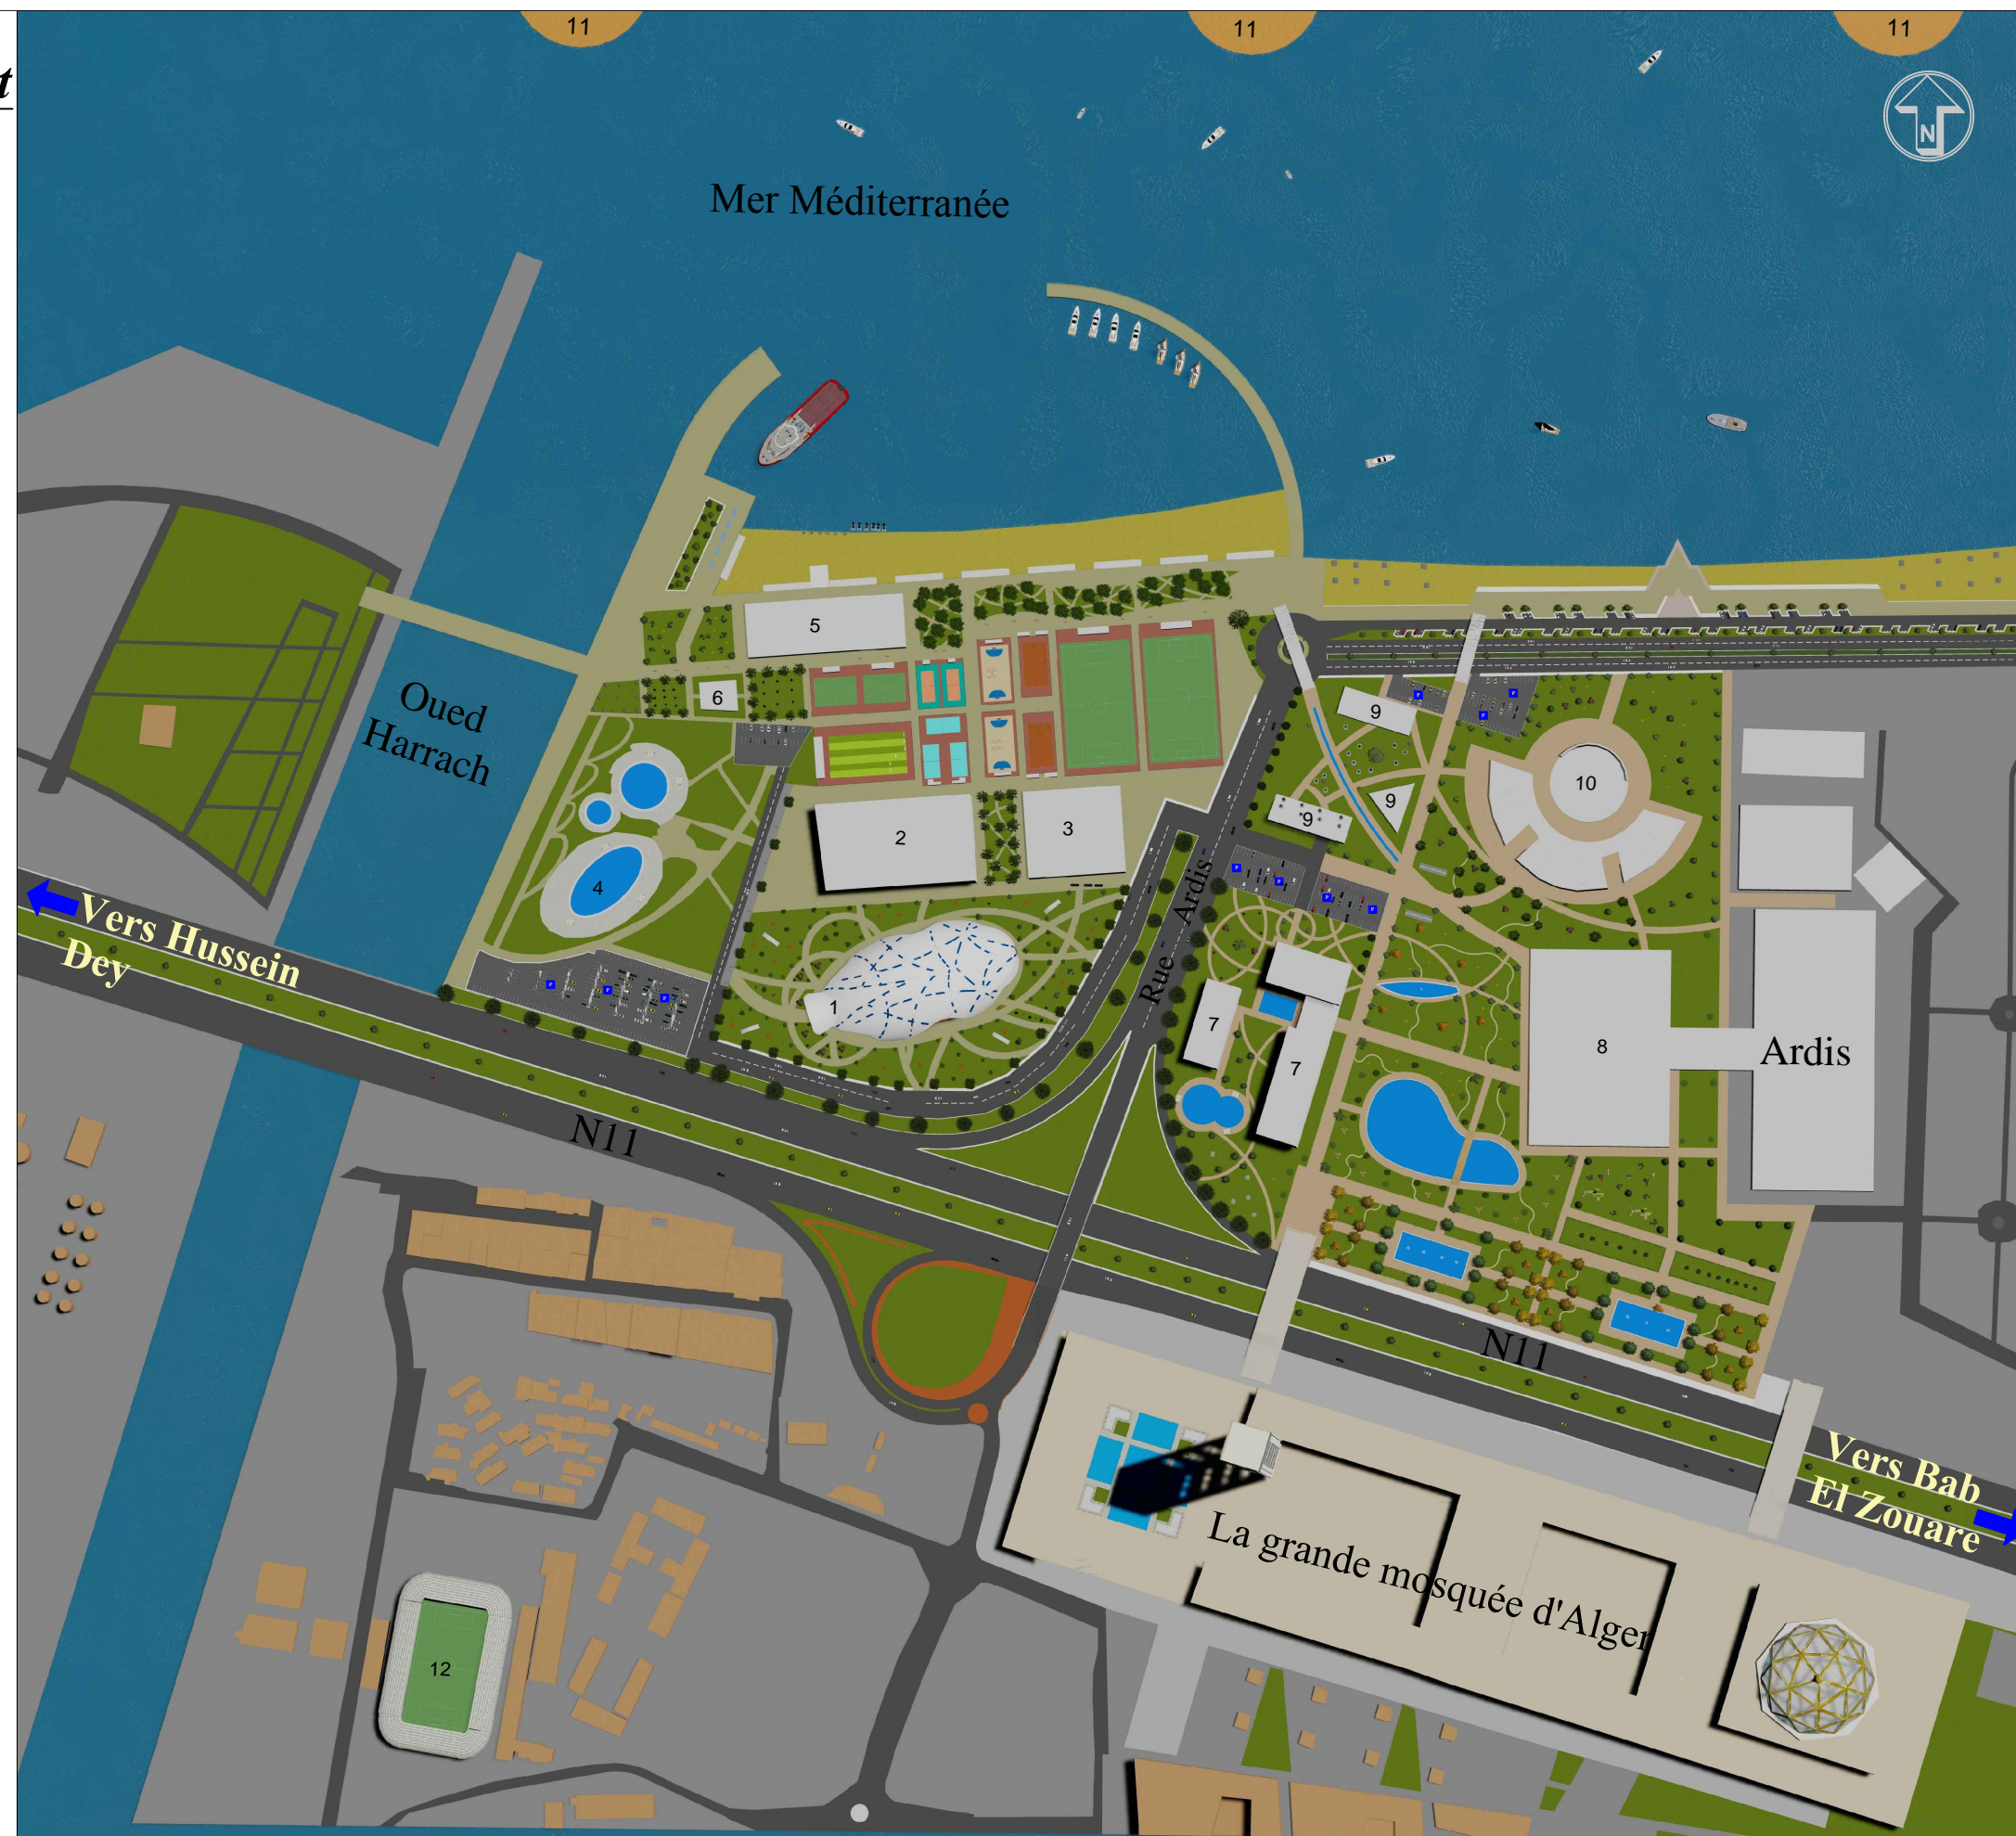 11
11
11
t
N
Mer Méditerranée
5
6
Oued
Harrach
9
9
9
10
2
3
4
Vers Hussein
Dey
Rue Ardis
1
7
7
8
Ardis
N11
N11
Vers Bab
El Zouare
La grande mosquée d'Alger
12
P
P
P
P
P
P
P
P
P
P